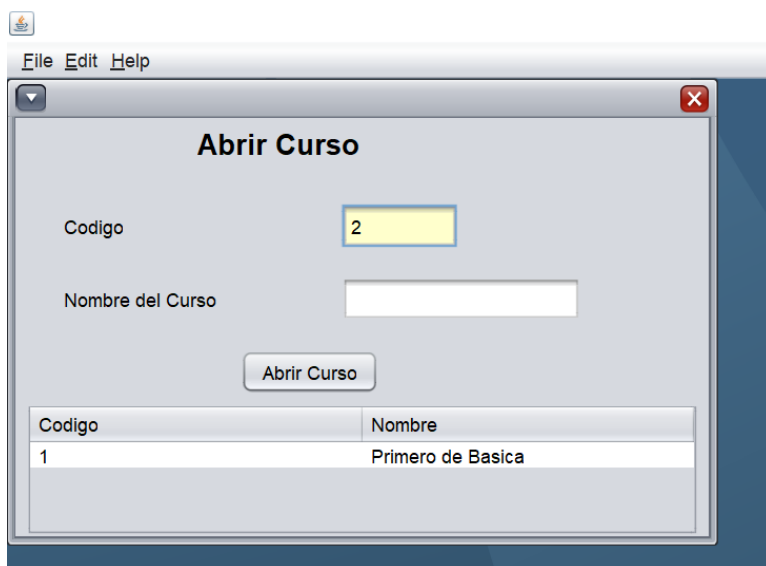 File Edit Help
Abrir Curso
Codigo 2
Nombre del Curso
Abrir Curso
Codigo Nombre
1 Primero de Basica